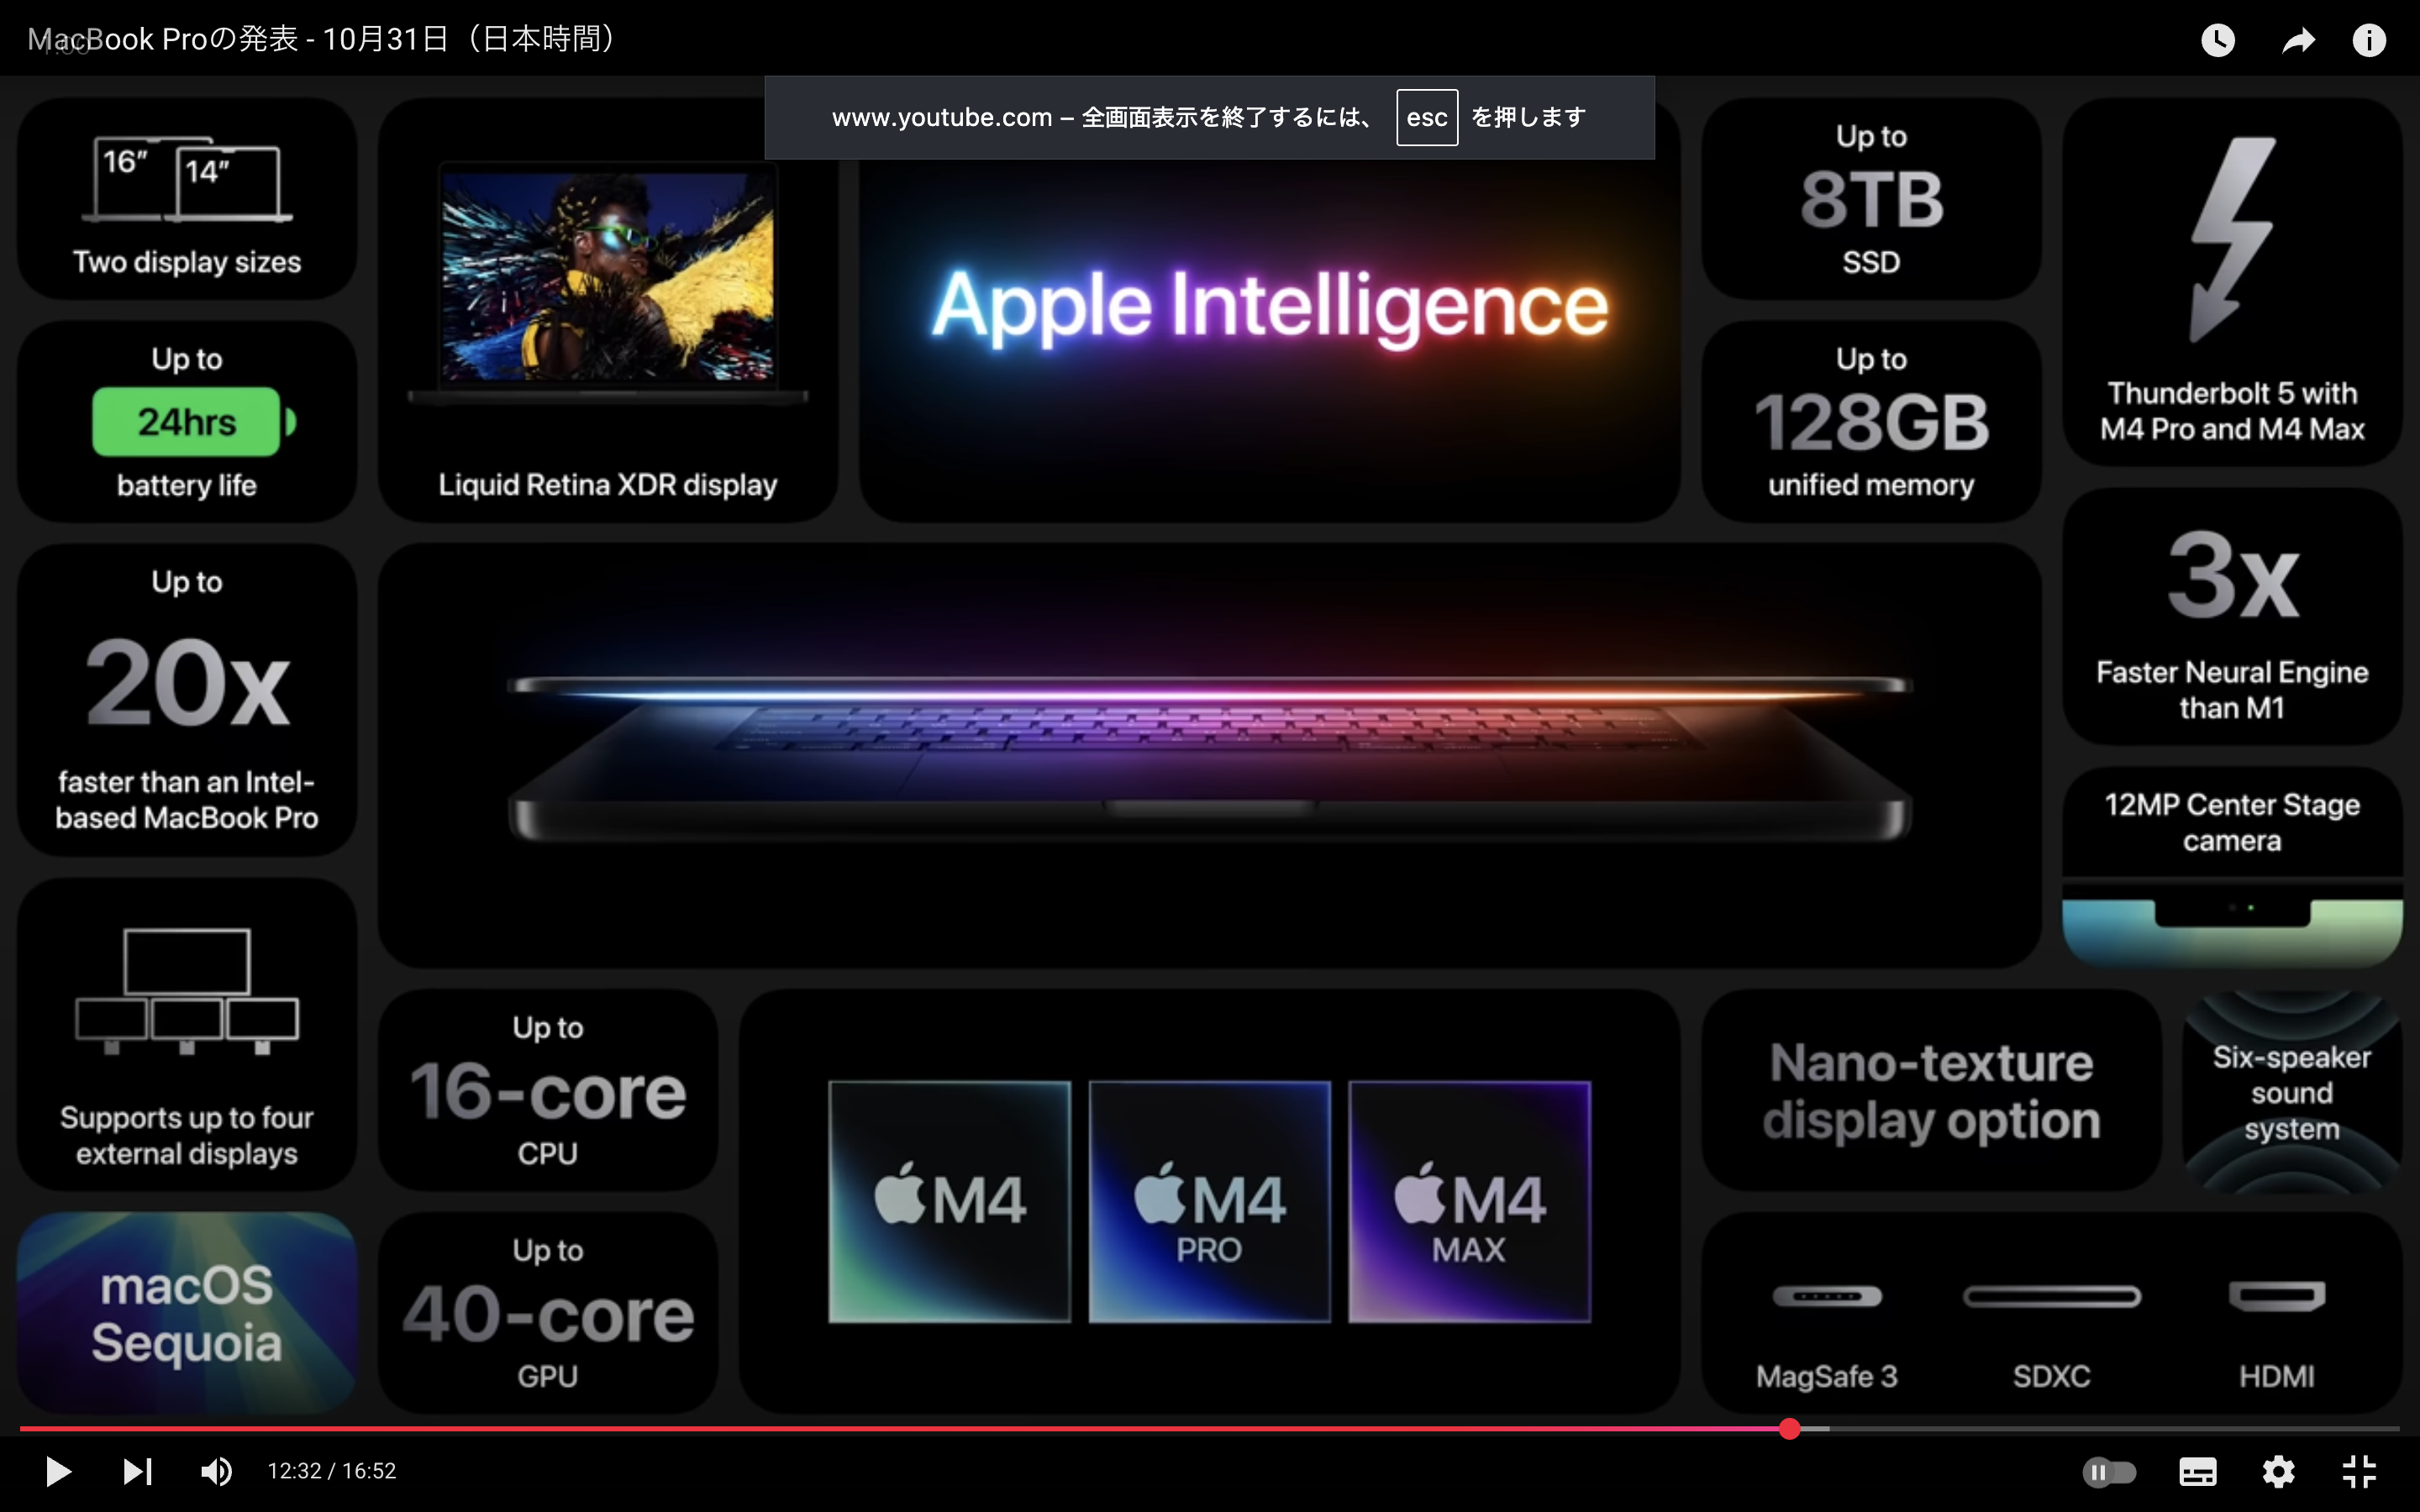 MacBook Proの発表 - 10月31日（日本時間）
www.youtube.com – 全画面表示を終了するには、 esc を押します
16″
14″
Two display sizes
Up to
24hrs
battery life
Up to
20x
faster than an Intel-
based MacBook Pro
Supports up to four
external displays
macOS
Sequoia
Liquid Retina XDR display
Apple Intelligence
Up to
8TB
SSD
Up to
128GB
unified memory
Thunderbolt 5 with
M4 Pro and M4 Max
3x
Faster Neural Engine
than M1
12MP Center Stage
camera
Up to
16-core
CPU
Up to
40-core
GPU
M4
M4
PRO
M4
MAX
Nano-texture
display option
Six-speaker
sound
system
MagSafe 3
SDXC
HDMI
12:32 / 16:52